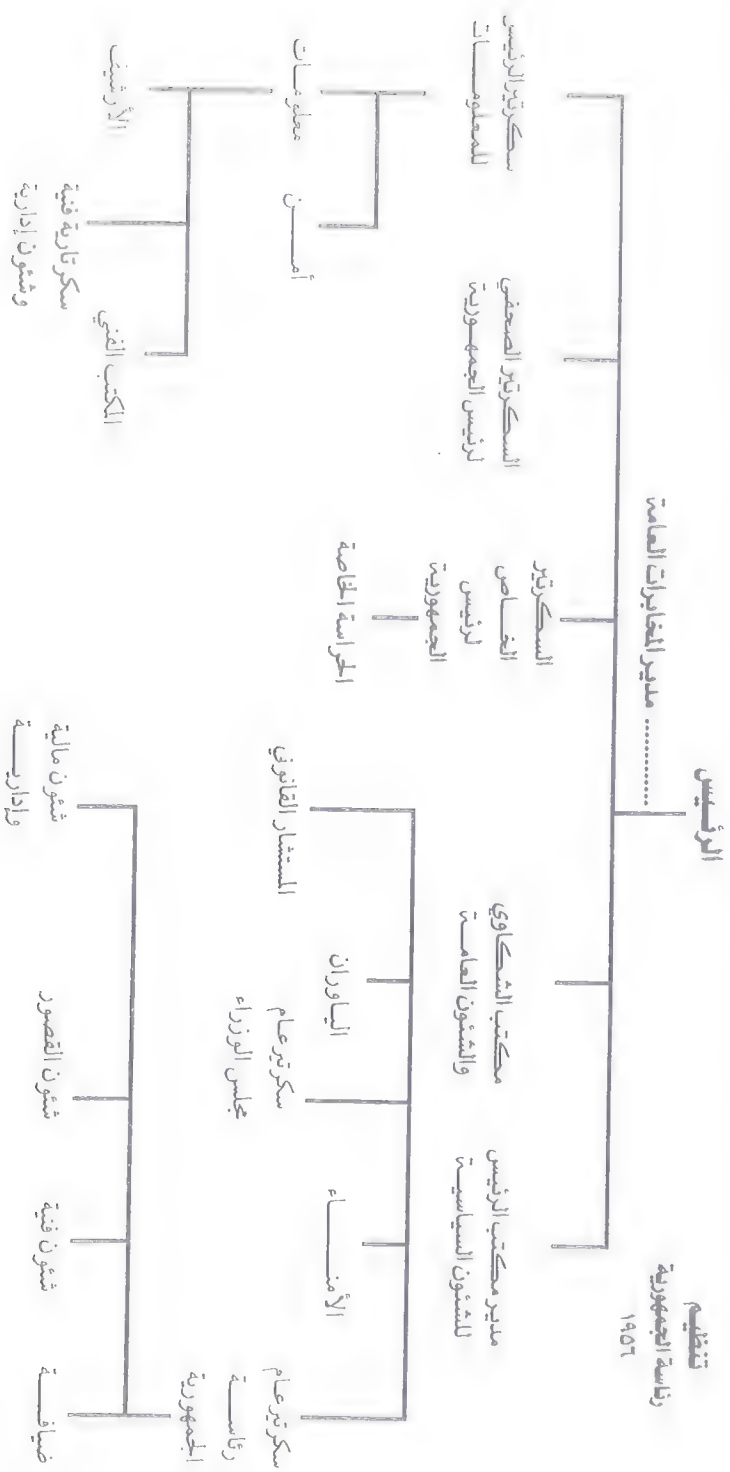 تنظيم
رئاسة الجمهورية
١٩٥٦
الرئيس
مدير المخابرات العامة ............
مدير مكتب الرئيس
للشئون السياسية
مكتب الشكاوي
والشئون العامة
السكرتير
الخاص
لرئيس
الجمهورية
الحراسة الخاصة
السكرتير الصحفي
لرئيس الجمهورية
سكرتير الرئيس
للمعلومات
سكرتير عام
رئاسة
الجمهورية
الأمناء
سكرتير عام
مجلس الوزراء
الياوران
المستشار القانوني
أمن
معلومات
ضيافة
شئون فنية
شئون القصور
شئون مالية
وإدارية
المكتب الفني
سكرتارية فنية
وشئون إدارية
الأرشيف